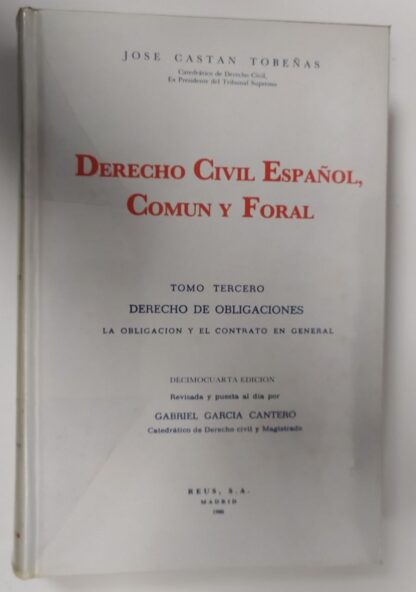 JOSE CASTAN TOBEÑAS
Catedrático de Derecho Civil,
Ex Presidente del Tribunal Supremo
DERECHO CIVIL ESPAÑOL,
COMUN Y FORAL
TOMO TERCERO
DERECHO DE OBLIGACIONES
LA OBLIGACION Y EL CONTRATO EN GENERAL
DECIMOCUARTA EDICION
Revisada y puesta al día por
GABRIEL GARCIA CANTERO
Catedrático de Derecho civil y Magistrado
REUS, S.A.
MADRID
1986